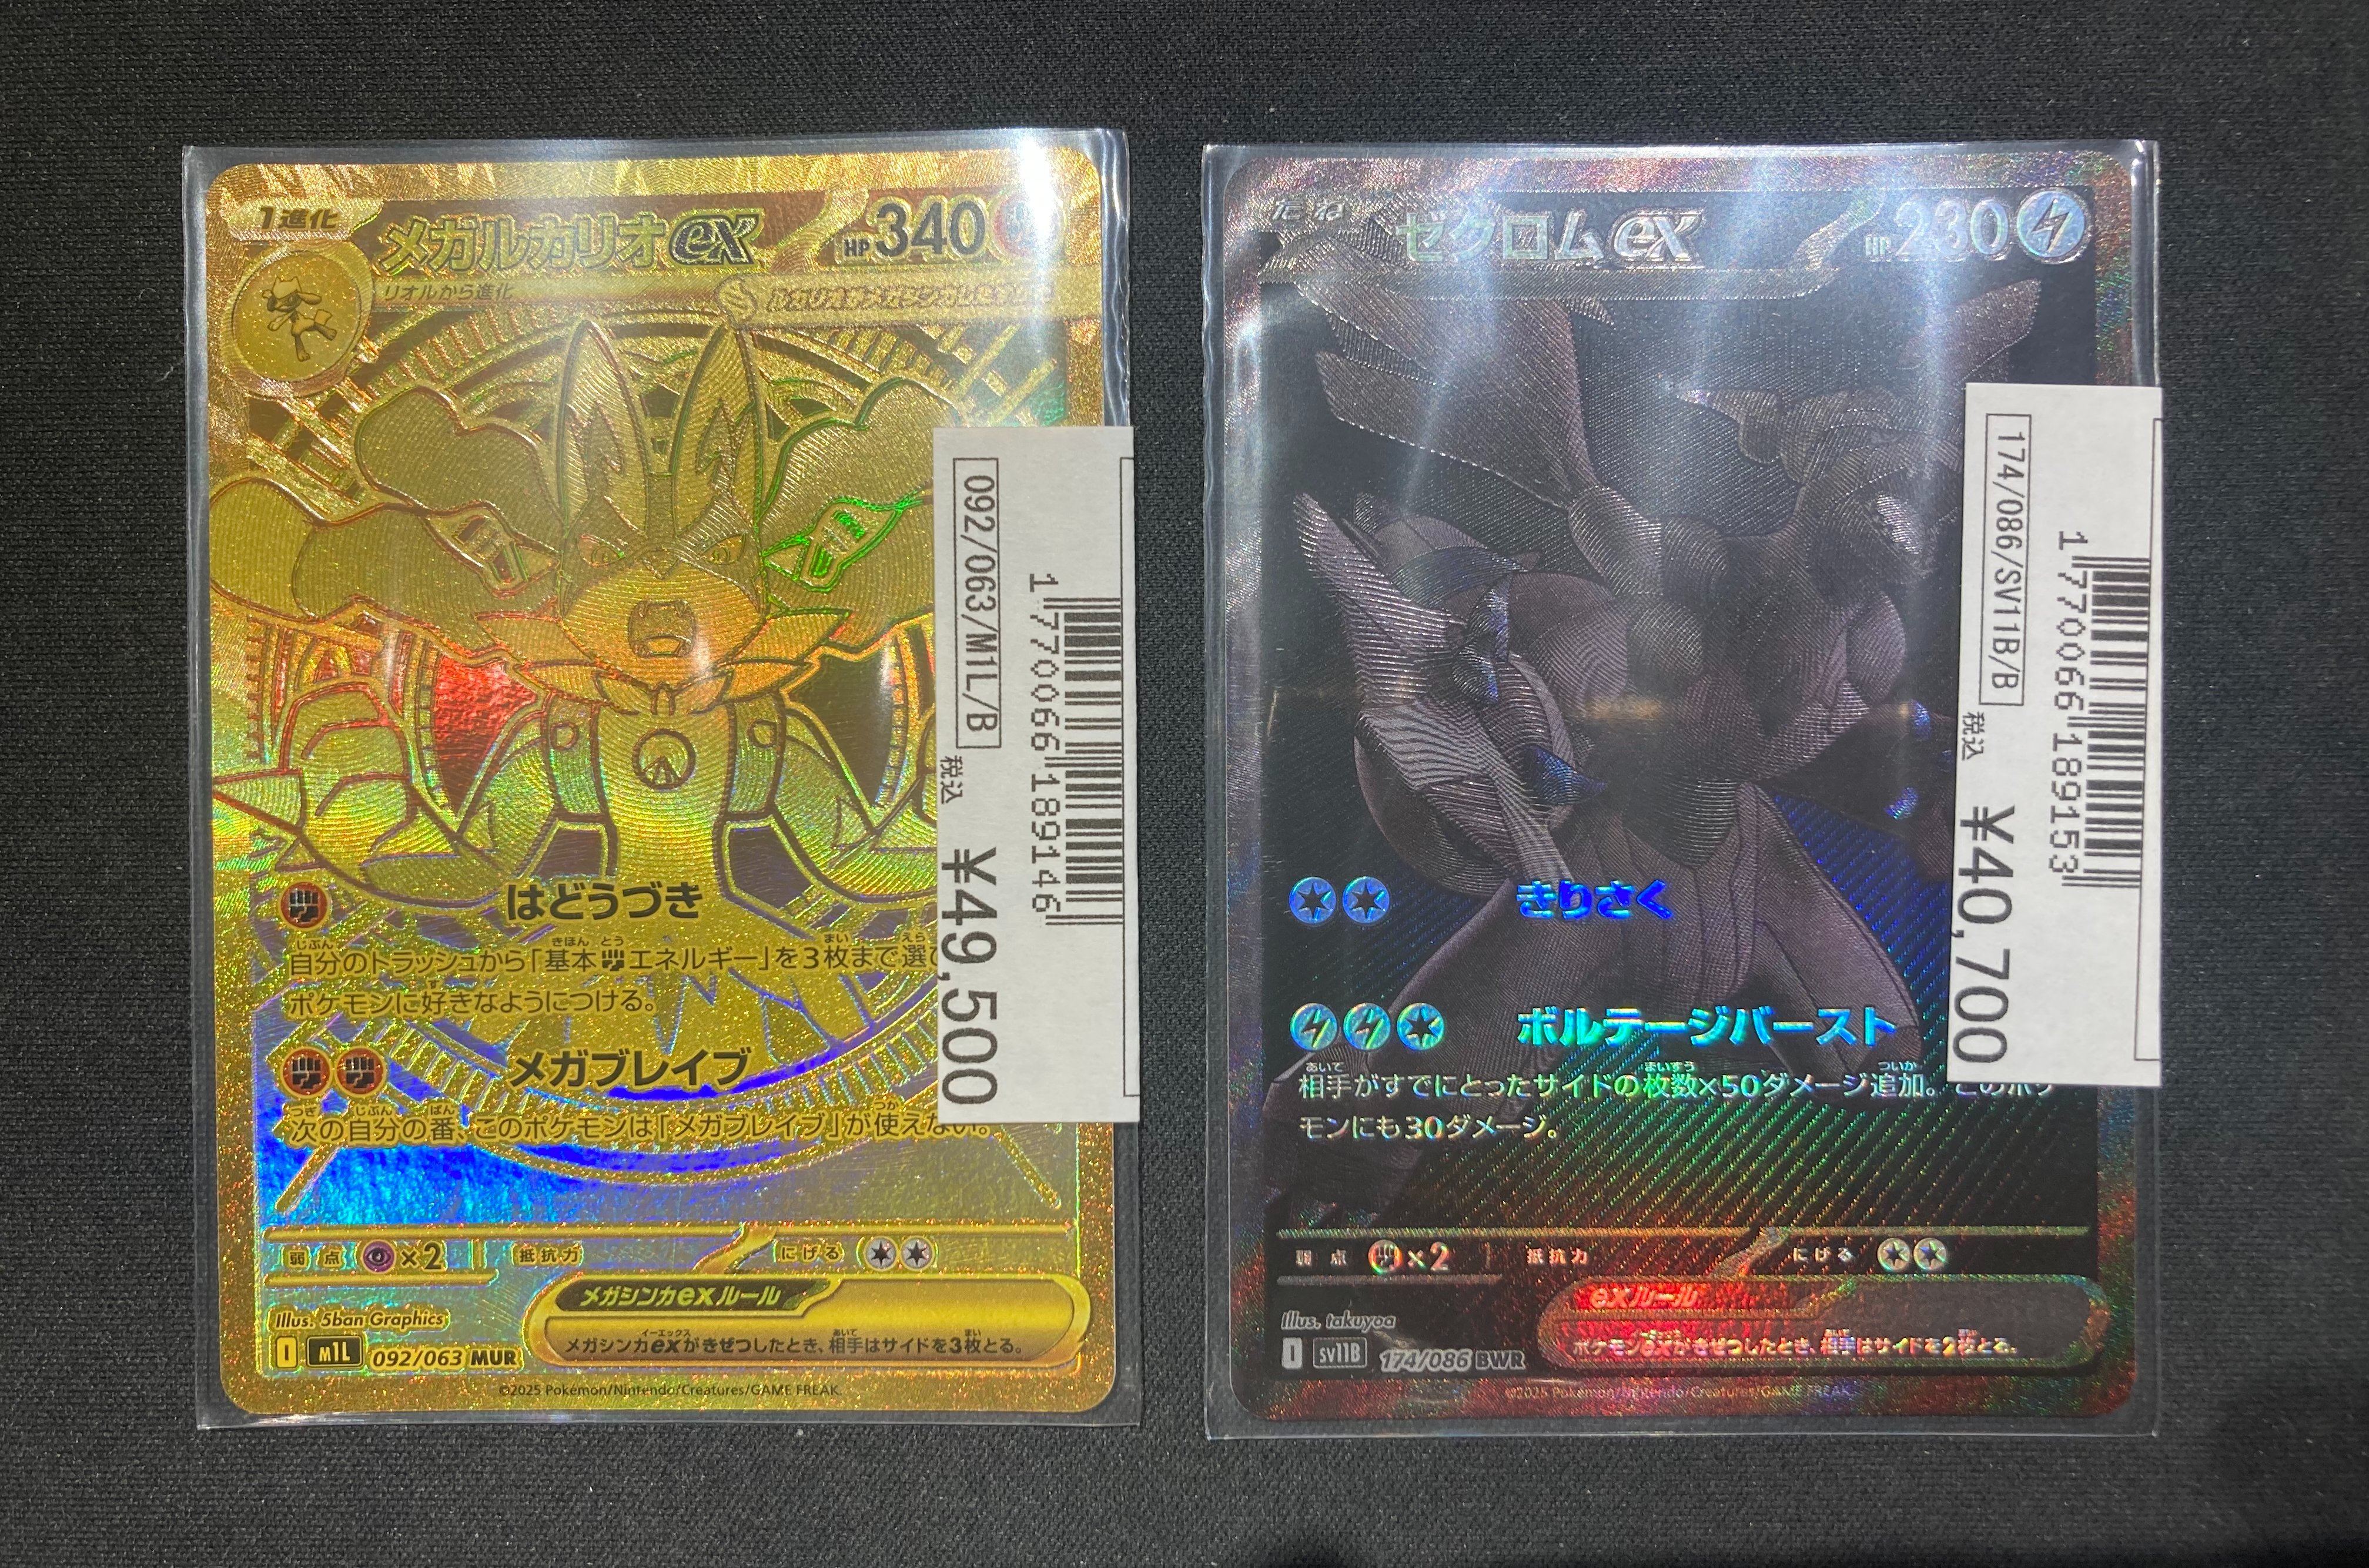 1進化
メガルカリオex
HP340
リオルから進化
はどうづき
自分のトラッシュから「基本エネルギー」を3枚まで選び
ポケモンに好きなようにつける。
メガブレイブ
次の自分の番、このポケモンは「メガブレイブ」が使えない。
弱点 ×2 抵抗力 にげる
メガシンカexルール
メガシンカexがきぜつしたとき、相手はサイドを3枚とる。
Illus. 5ban Graphics
I M1L 092/063 MUR
©2025 Pokémon/Nintendo/Creatures/GAME FREAK.
092/063/M1L/B
税込 ¥49,500
1770066189146
たね
ゼクロムex
HP230
きりさく
ボルテージバースト
相手がすでにとったサイドの枚数×50ダメージ追加。このポケ
モンにも30ダメージ。
弱点 ×2 抵抗力 にげる
exルール
ポケモンexがきぜつしたとき、相手はサイドを2枚とる。
Illus. takuyoa
I SV11B 174/086 BWR
©2025 Pokémon/Nintendo/Creatures/GAME FREAK.
174/086/SV11B/B
税込 ¥40,700
1770066189153